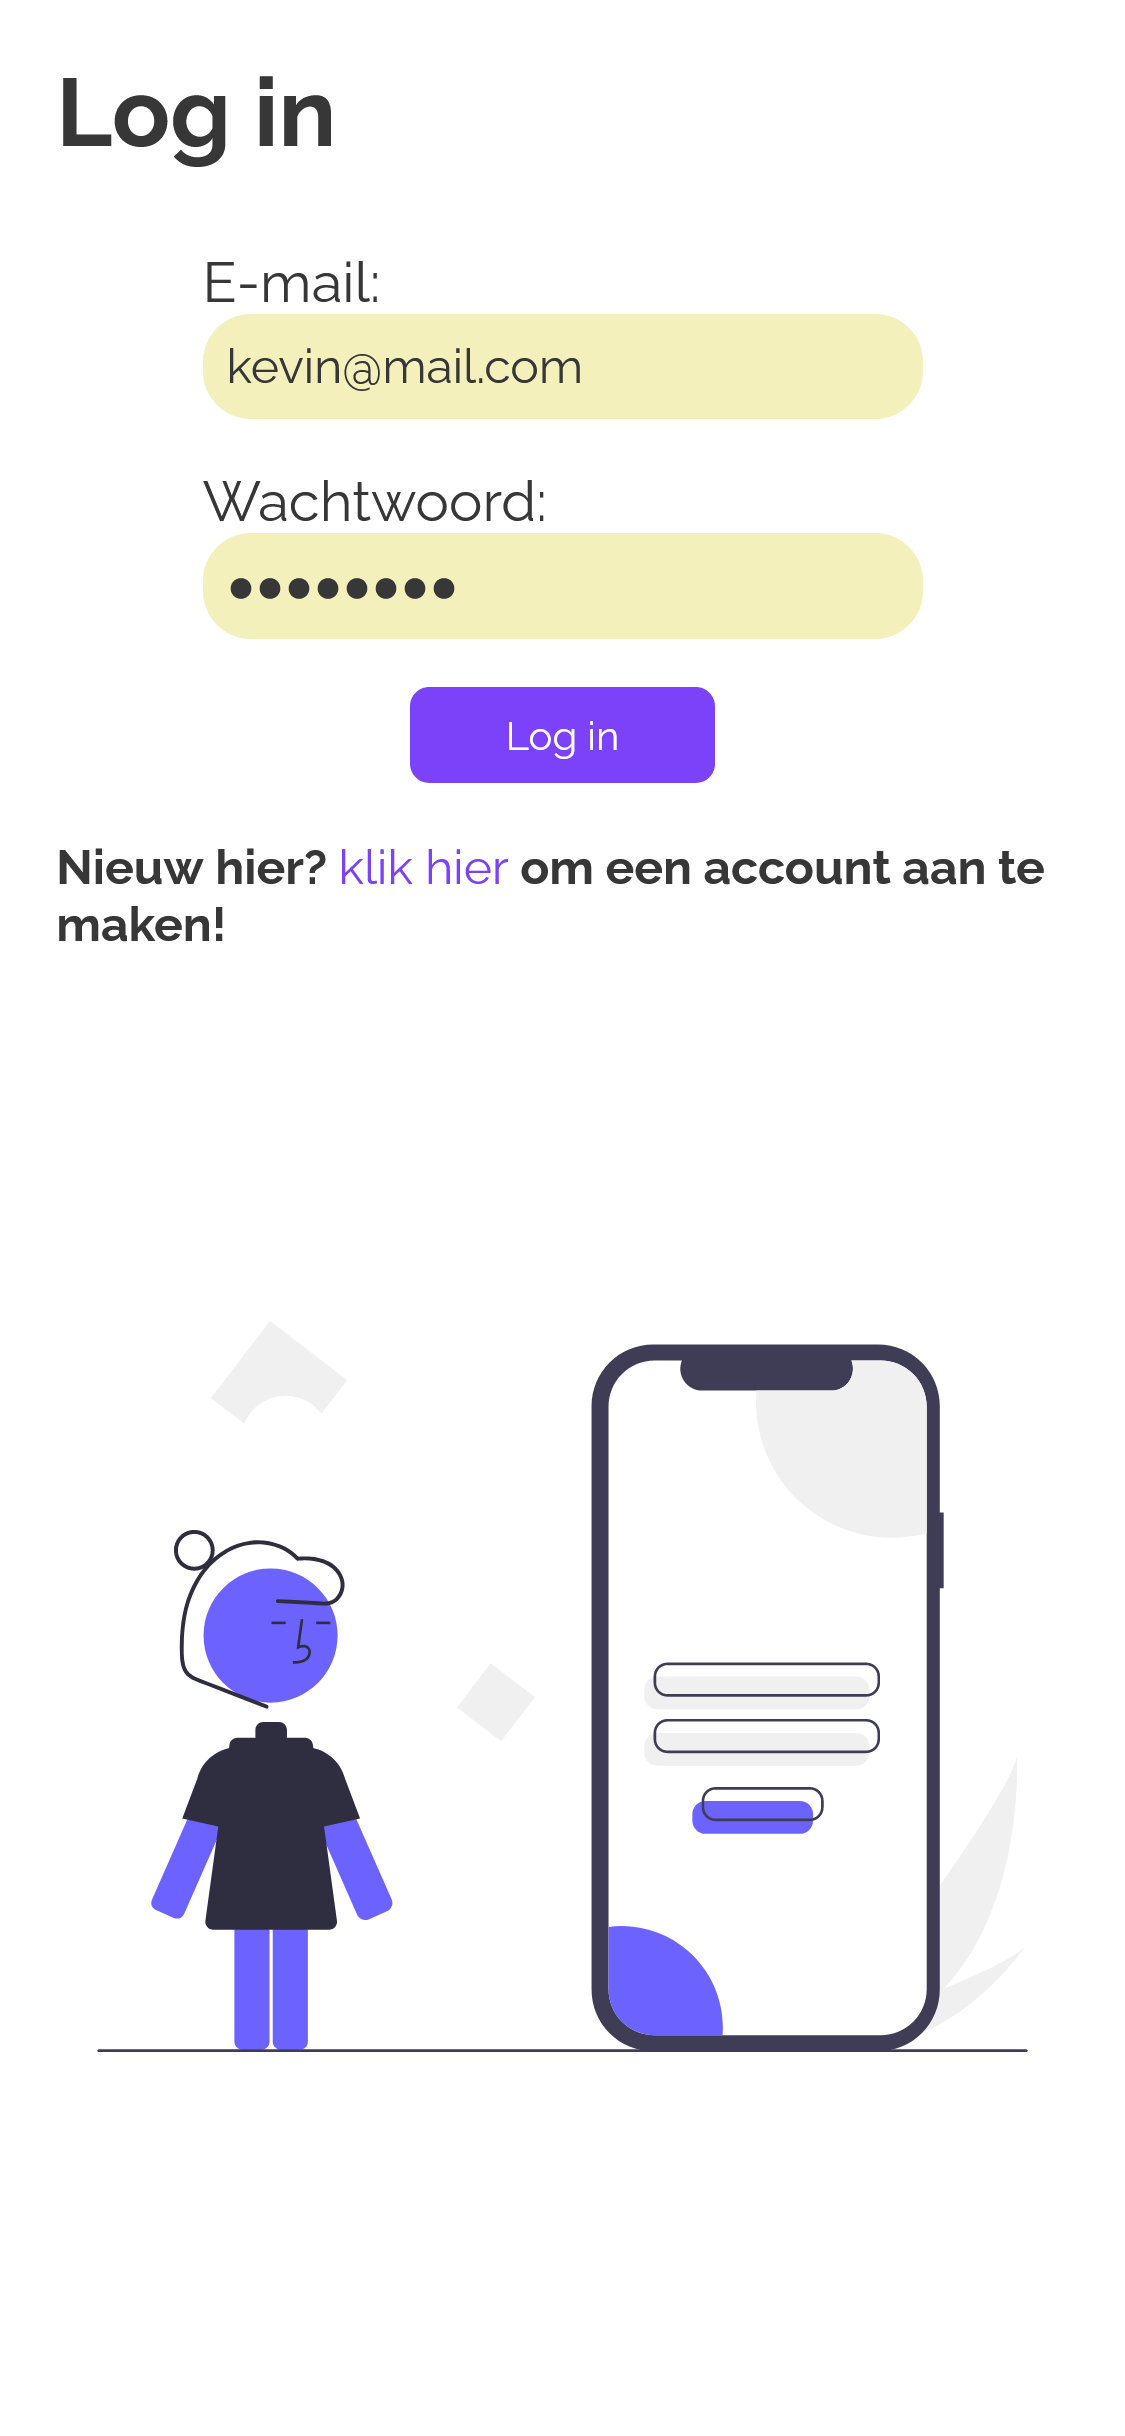 Log in
E-mail:
kevin@mail.com
Wachtwoord:
●●●●●●●●
Log in
Nieuw hier? klik hier om een account aan te
maken!